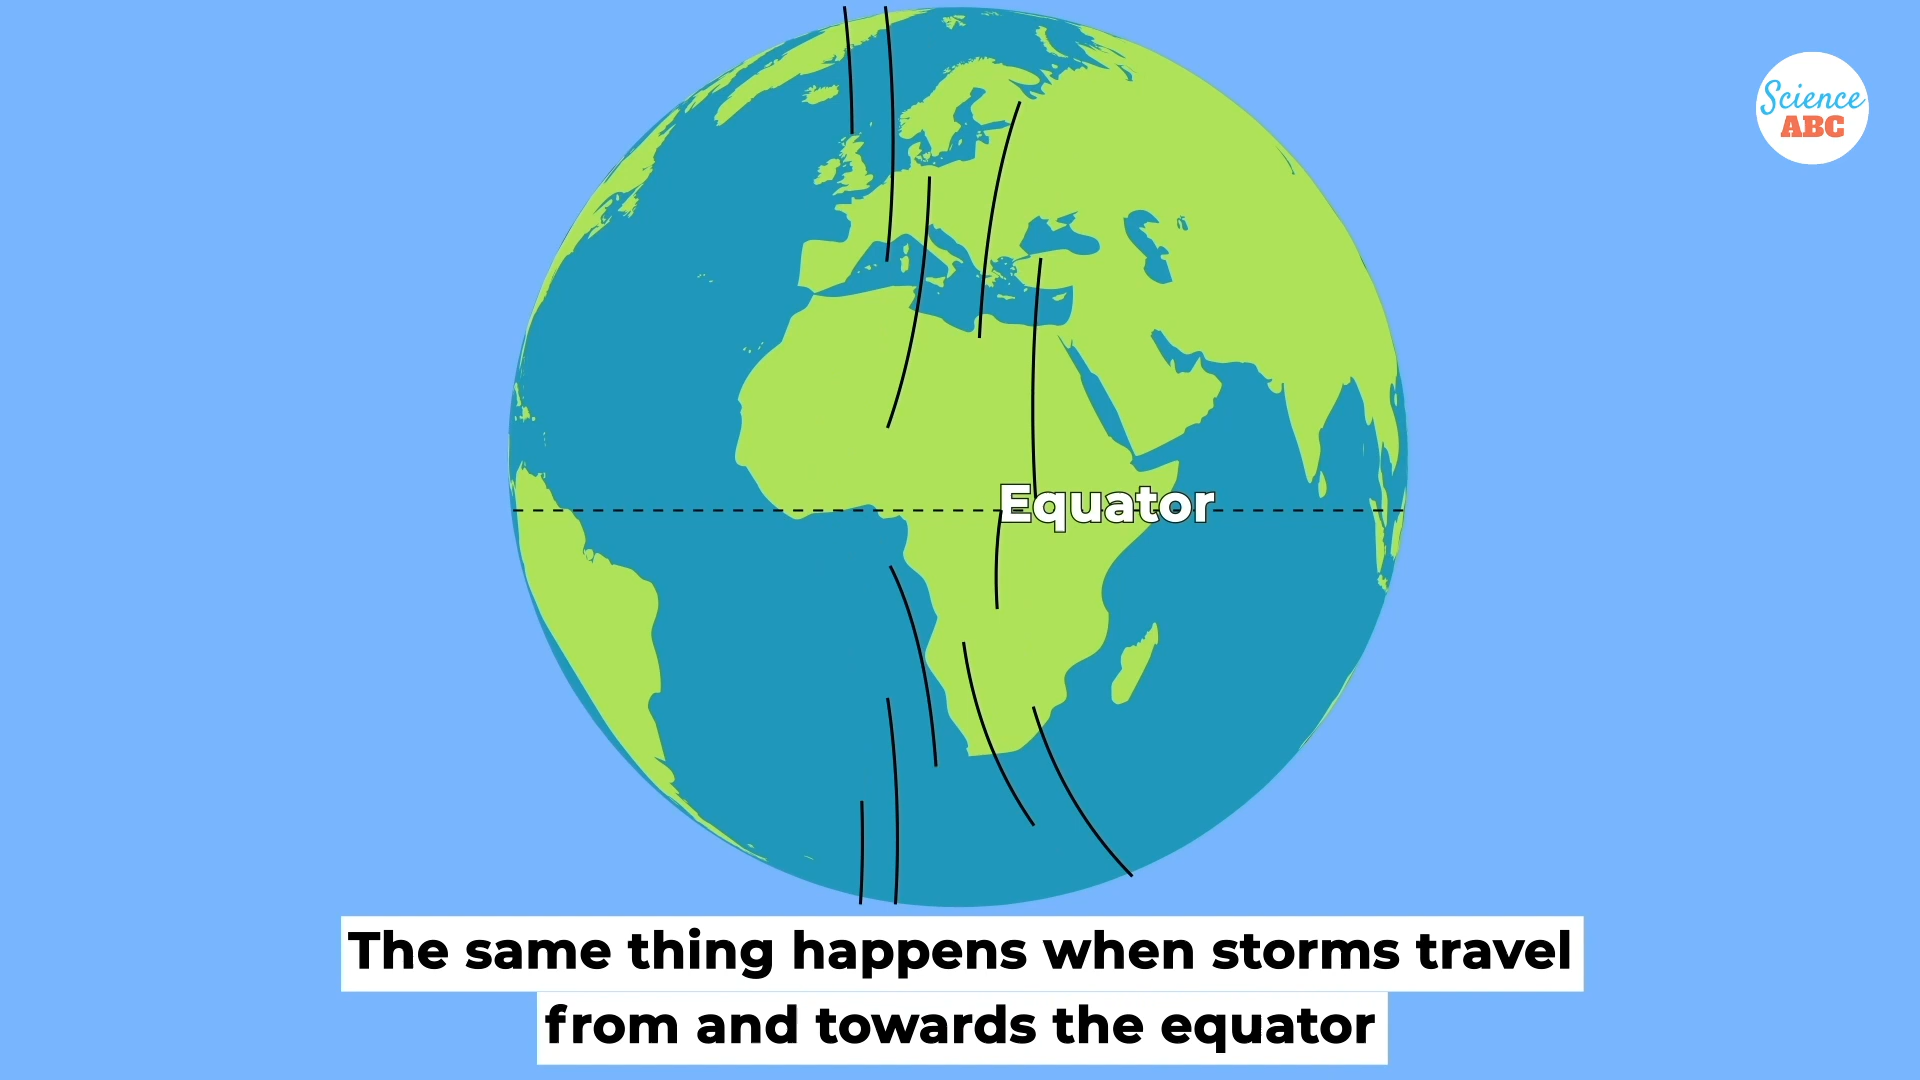 Science
ABC
Equator
The same thing happens when storms travel
from and towards the equator